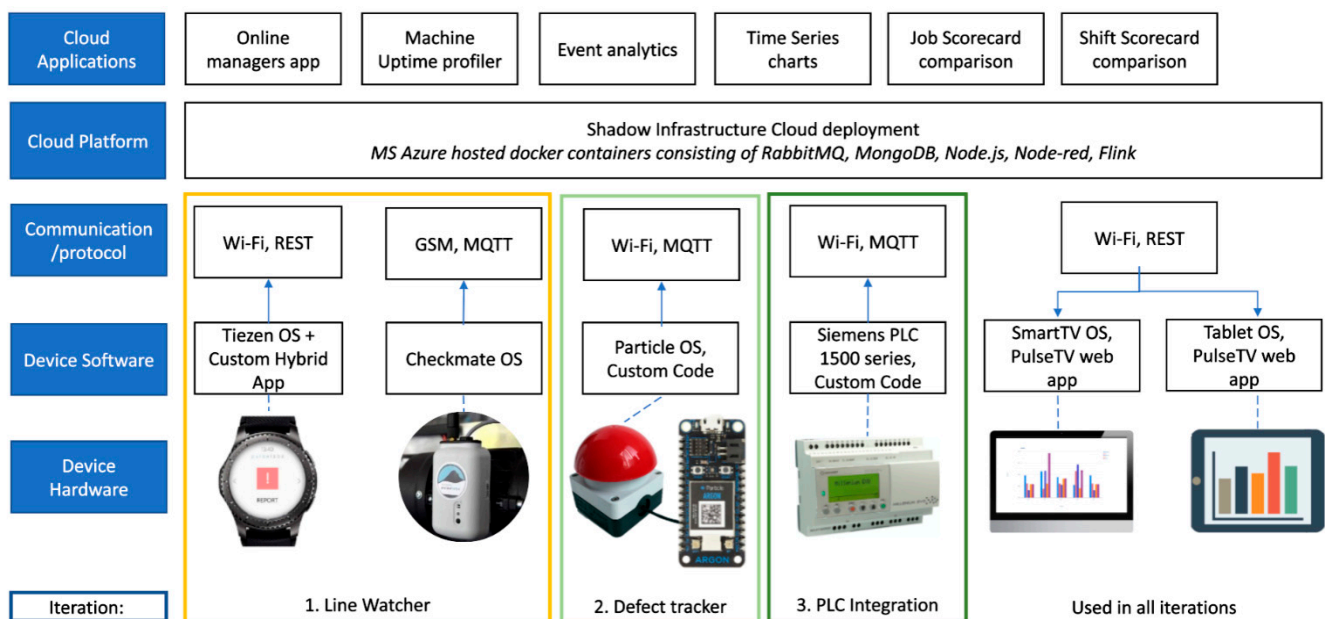 Cloud
Applications
Online
managers app
Machine
Uptime profiler
Event analytics
Time Series
charts
Job Scorecard
comparison
Shift Scorecard
comparison
Cloud Platform
Shadow Infrastructure Cloud deployment
MS Azure hosted docker containers consisting of RabbitMQ, MongoDB, Node.js, Node-red, Flink
Communication
/protocol
Wi-Fi, REST
GSM, MQTT
Wi-Fi, MQTT
Wi-Fi, MQTT
Wi-Fi, REST
Device Software
Tiezen OS +
Custom Hybrid
App
Checkmate OS
Particle OS,
Custom Code
Siemens PLC
1500 series,
Custom Code
SmartTV OS,
PulseTV web
app
Tablet OS,
PulseTV web
app
Device
Hardware
REPORT
Particle
ARGON
ARGON
Iteration:
1. Line Watcher
2. Defect tracker
3. PLC Integration
Used in all iterations